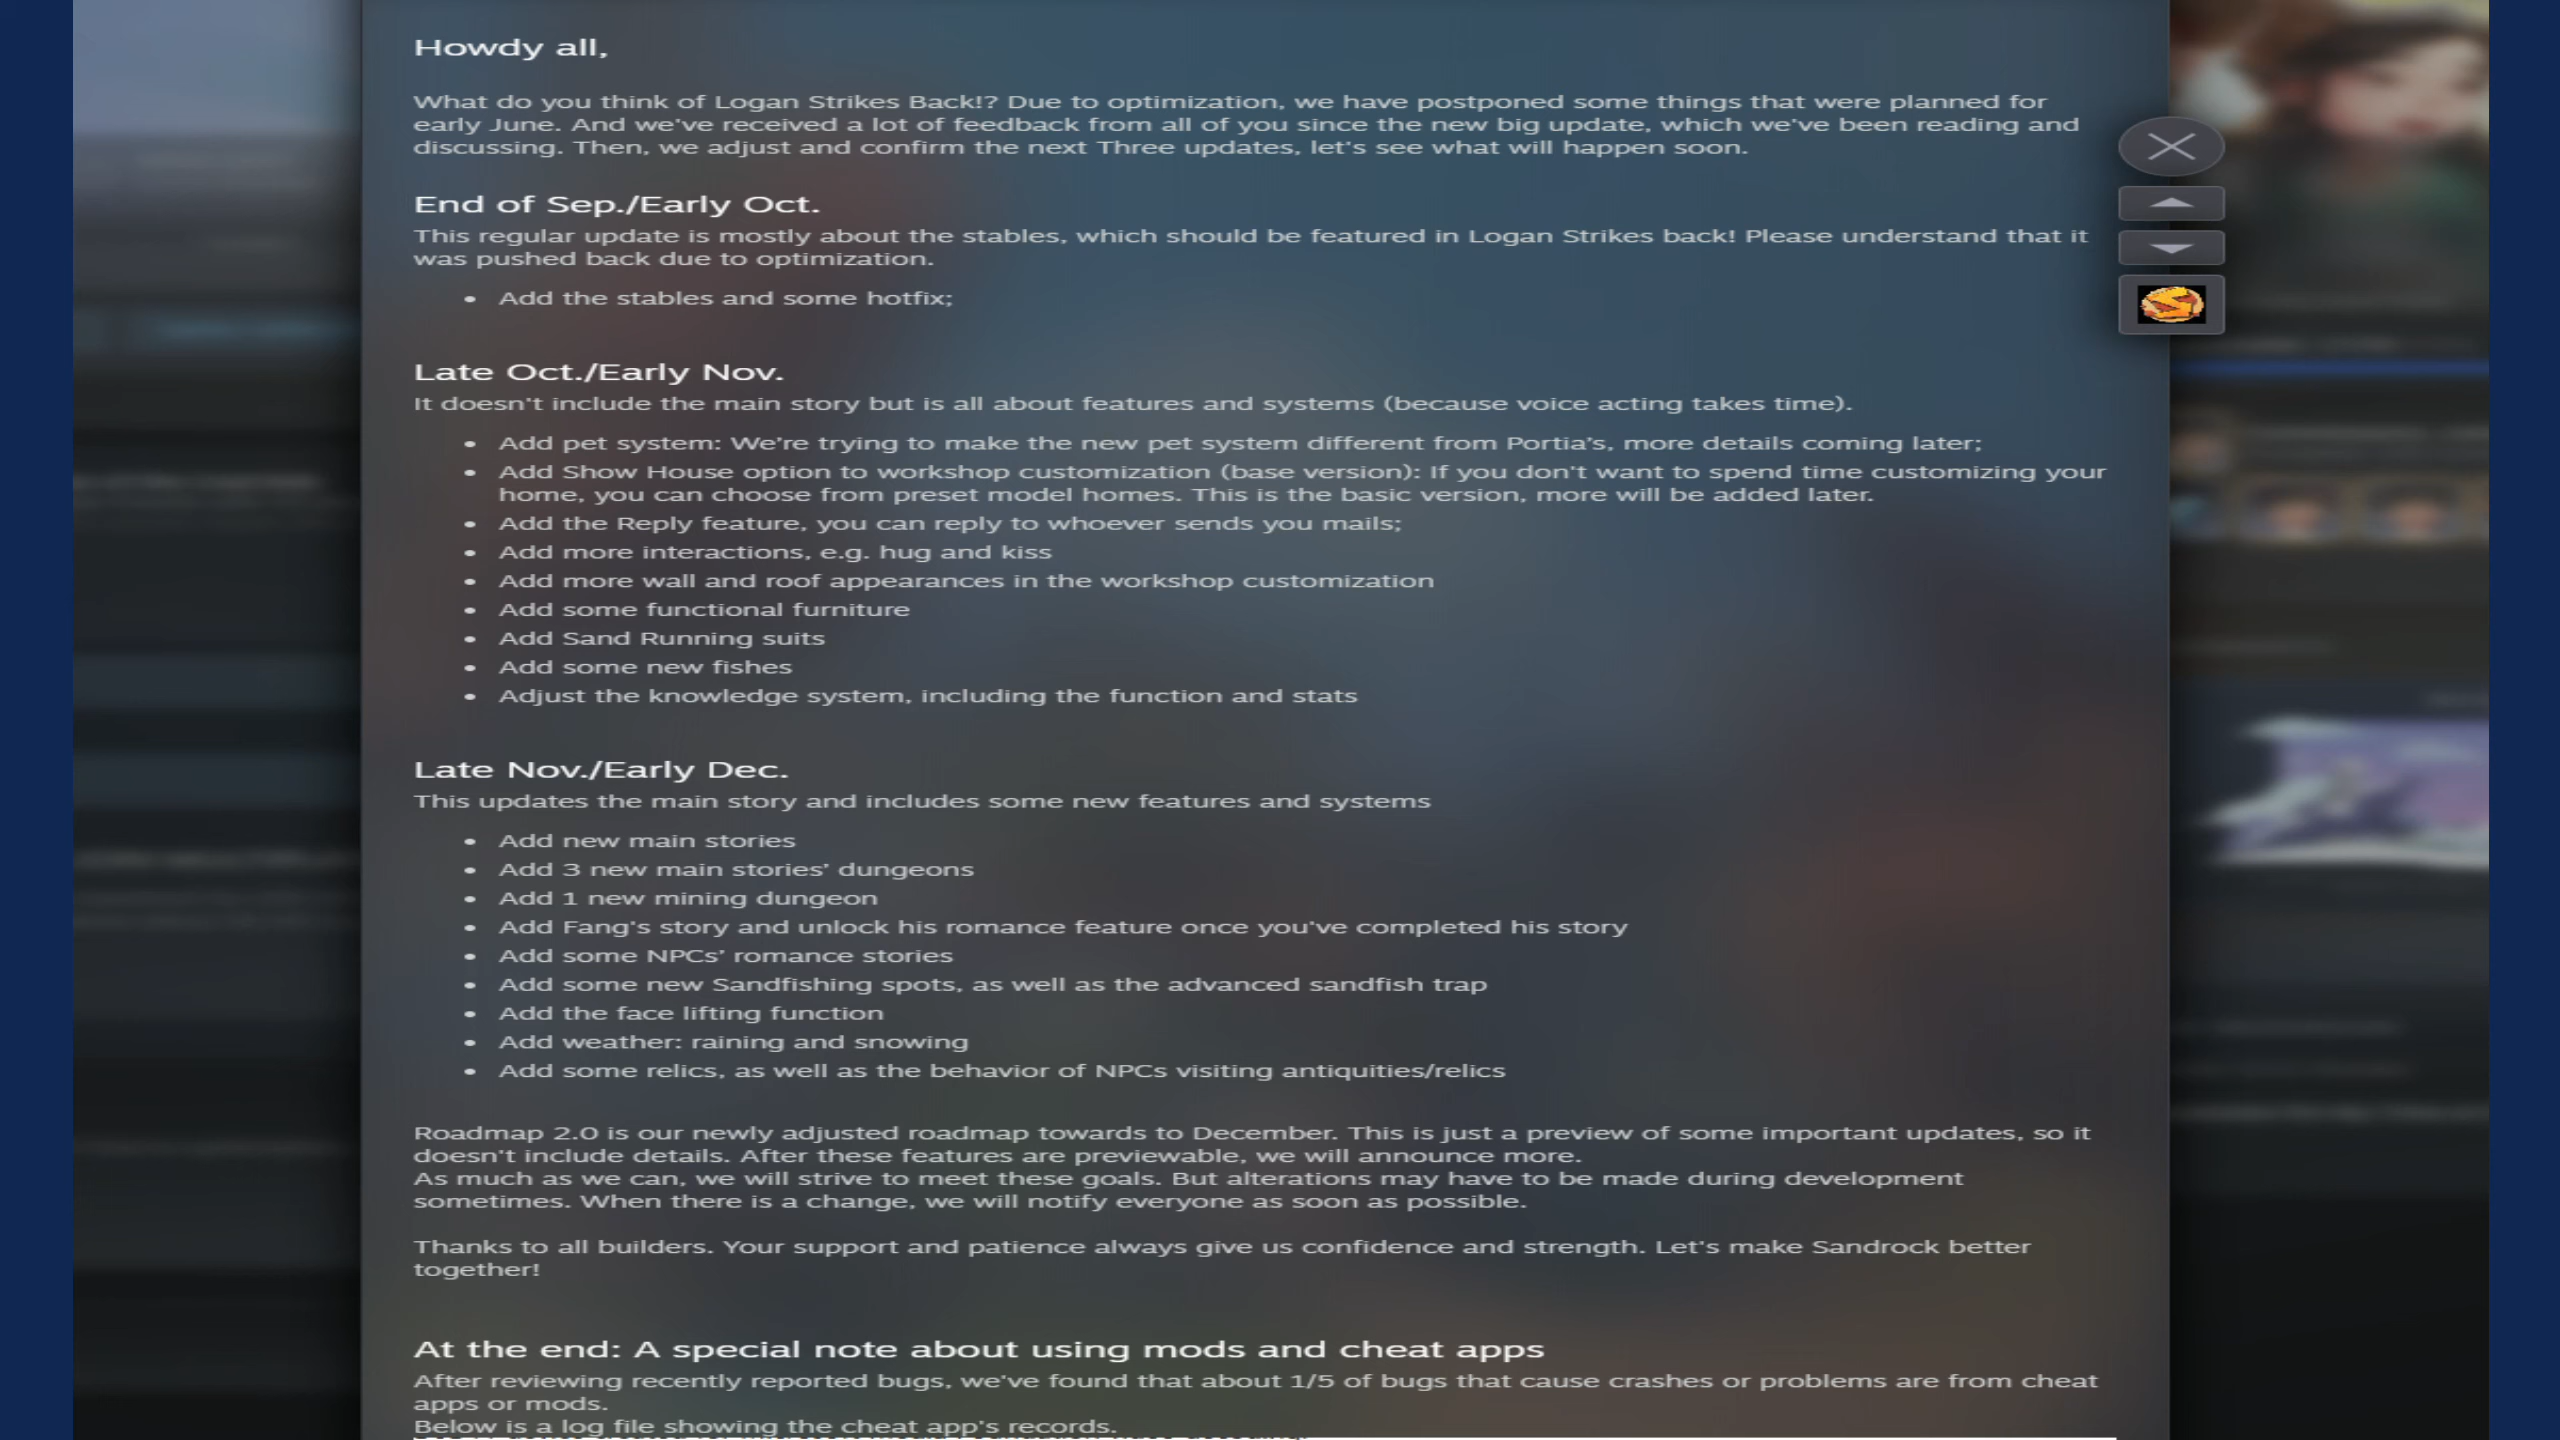 Howdy all,
What do you think of Logan Strikes Back!? Due to optimization, we have postponed some things that were planned for
early June. And we've received a lot of feedback from all of you since the new big update, which we've been reading and
discussing. Then, we adjust and confirm the next Three updates, let's see what will happen soon.
End of Sep./Early Oct.
This regular update is mostly about the stables, which should be featured in Logan Strikes back! Please understand that it
was pushed back due to optimization.
• Add the stables and some hotfix;
Late Oct./Early Nov.
It doesn't include the main story but is all about features and systems (because voice acting takes time).
• Add pet system: We're trying to make the new pet system different from Portia's, more details coming later;
• Add Show House option to workshop customization (base version): If you don't want to spend time customizing your
home, you can choose from preset model homes. This is the basic version, more will be added later.
• Add the Reply feature, you can reply to whoever sends you mails;
• Add more interactions, e.g. hug and kiss
• Add more wall and roof appearances in the workshop customization
• Add some functional furniture
• Add Sand Running suits
• Add some new fishes
• Adjust the knowledge system, including the function and stats
Late Nov./Early Dec.
This updates the main story and includes some new features and systems
• Add new main stories
• Add 3 new main stories' dungeons
• Add 1 new mining dungeon
• Add Fang's story and unlock his romance feature once you've completed his story
• Add some NPCs' romance stories
• Add some new Sandfishing spots, as well as the advanced sandfish trap
• Add the face lifting function
• Add weather: raining and snowing
• Add some relics, as well as the behavior of NPCs visiting antiquities/relics
Roadmap 2.0 is our newly adjusted roadmap towards to December. This is just a preview of some important updates, so it
doesn't include details. After these features are previewable, we will announce more.
As much as we can, we will strive to meet these goals. But alterations may have to be made during development
sometimes. When there is a change, we will notify everyone as soon as possible.
Thanks to all builders. Your support and patience always give us confidence and strength. Let's make Sandrock better
together!
At the end: A special note about using mods and cheat apps
After reviewing recently reported bugs, we've found that about 1/5 of bugs that cause crashes or problems are from cheat
apps or mods.
Below is a log file showing the cheat app's records.